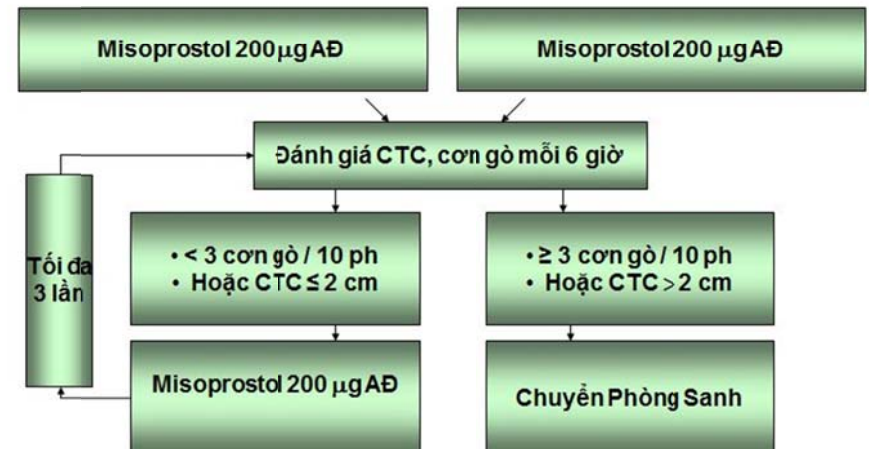 Misoprostol 200 µg AĐ
Misoprostol 200 µg AĐ
Đánh giá CTC, cơn gò mỗi 6 giờ
Tối đa
3 lần
• < 3 cơn gò / 10 ph
• Hoặc CTC ≤ 2 cm
• ≥ 3 cơn gò / 10 ph
• Hoặc CTC > 2 cm
Misoprostol 200 µg AĐ
Chuyển Phòng Sanh